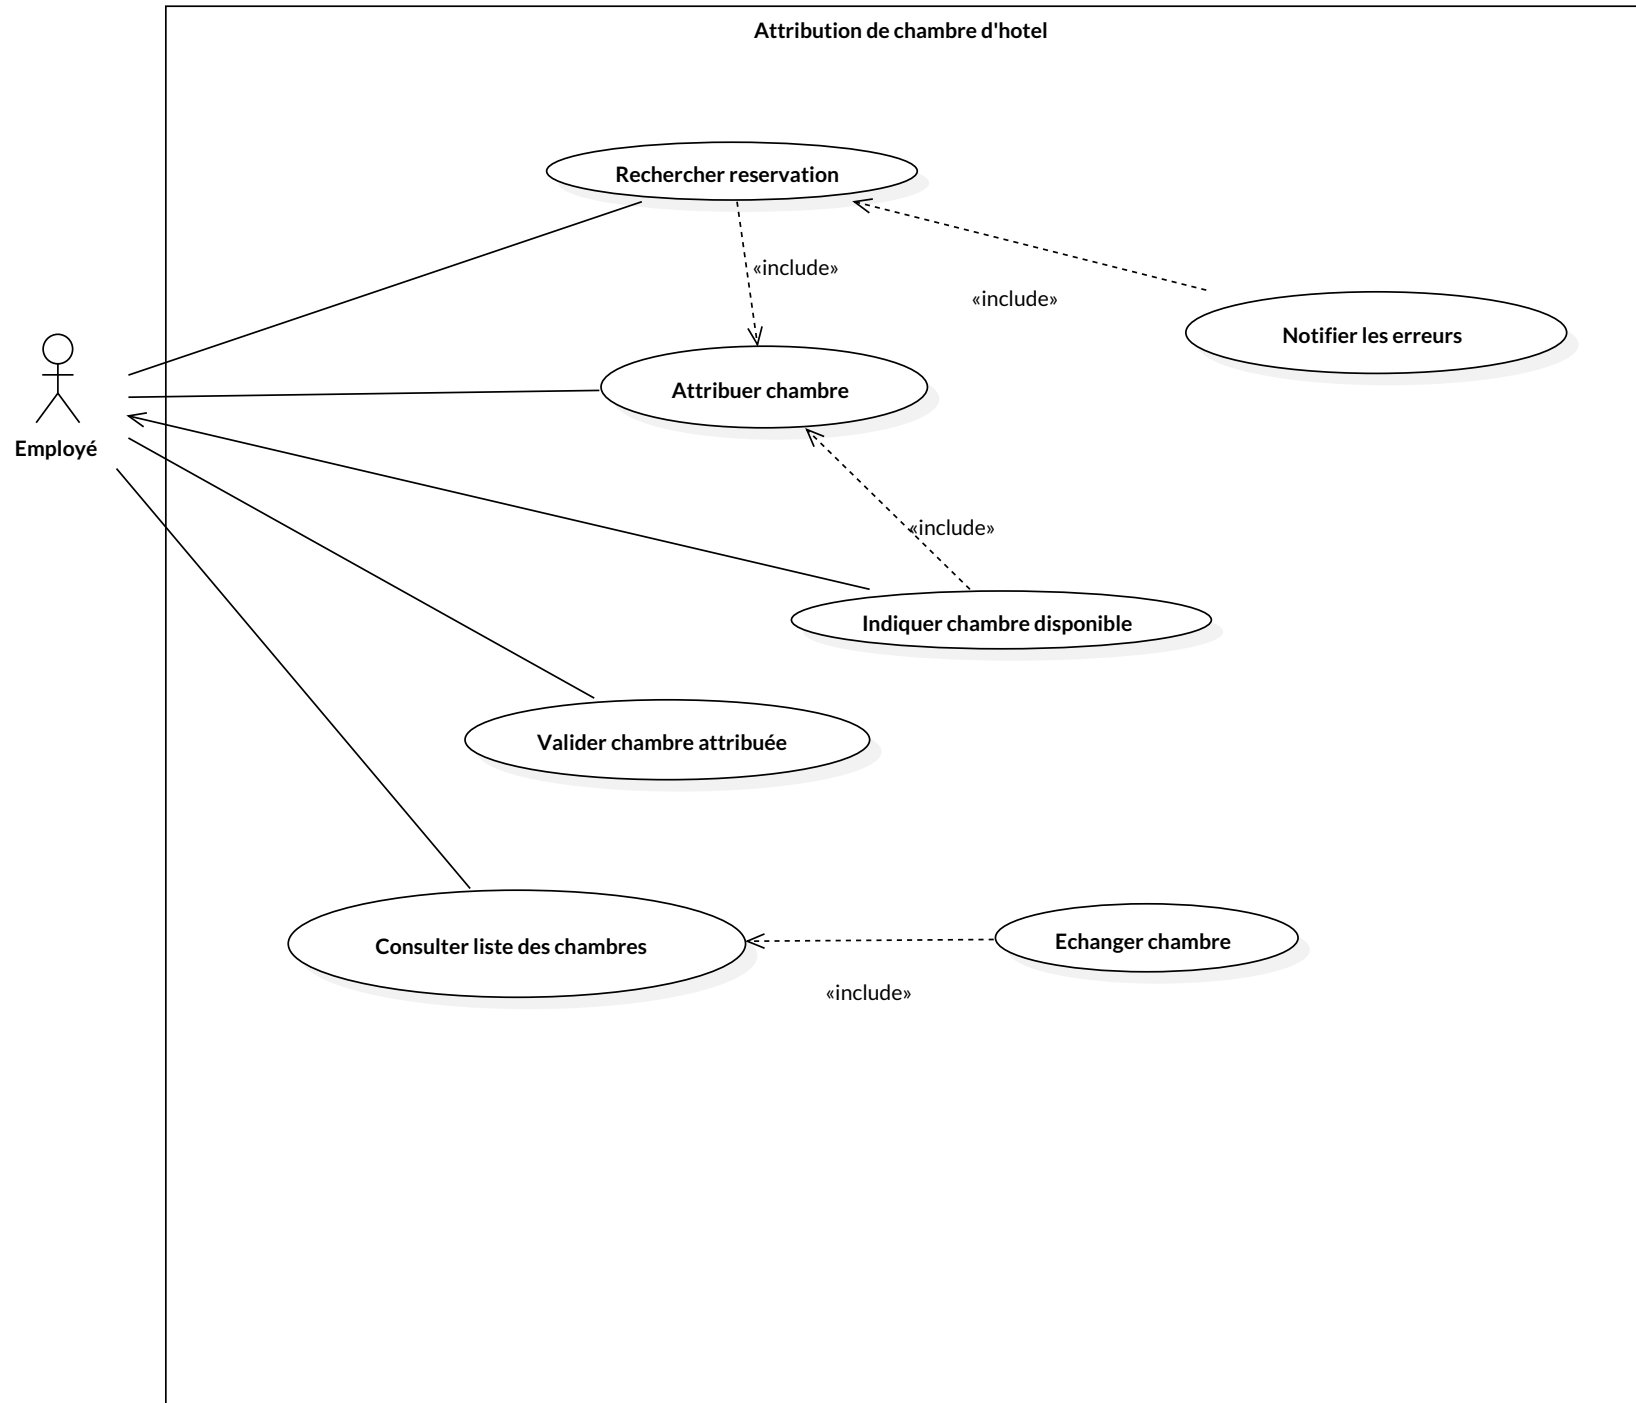 Attribution de chambre d'hotel
Rechercher reservation
«include»
«include»
Notifier les erreurs
Attribuer chambre
Employé
«include»
Indiquer chambre disponible
Valider chambre attribuée
Consulter liste des chambres
Echanger chambre
«include»